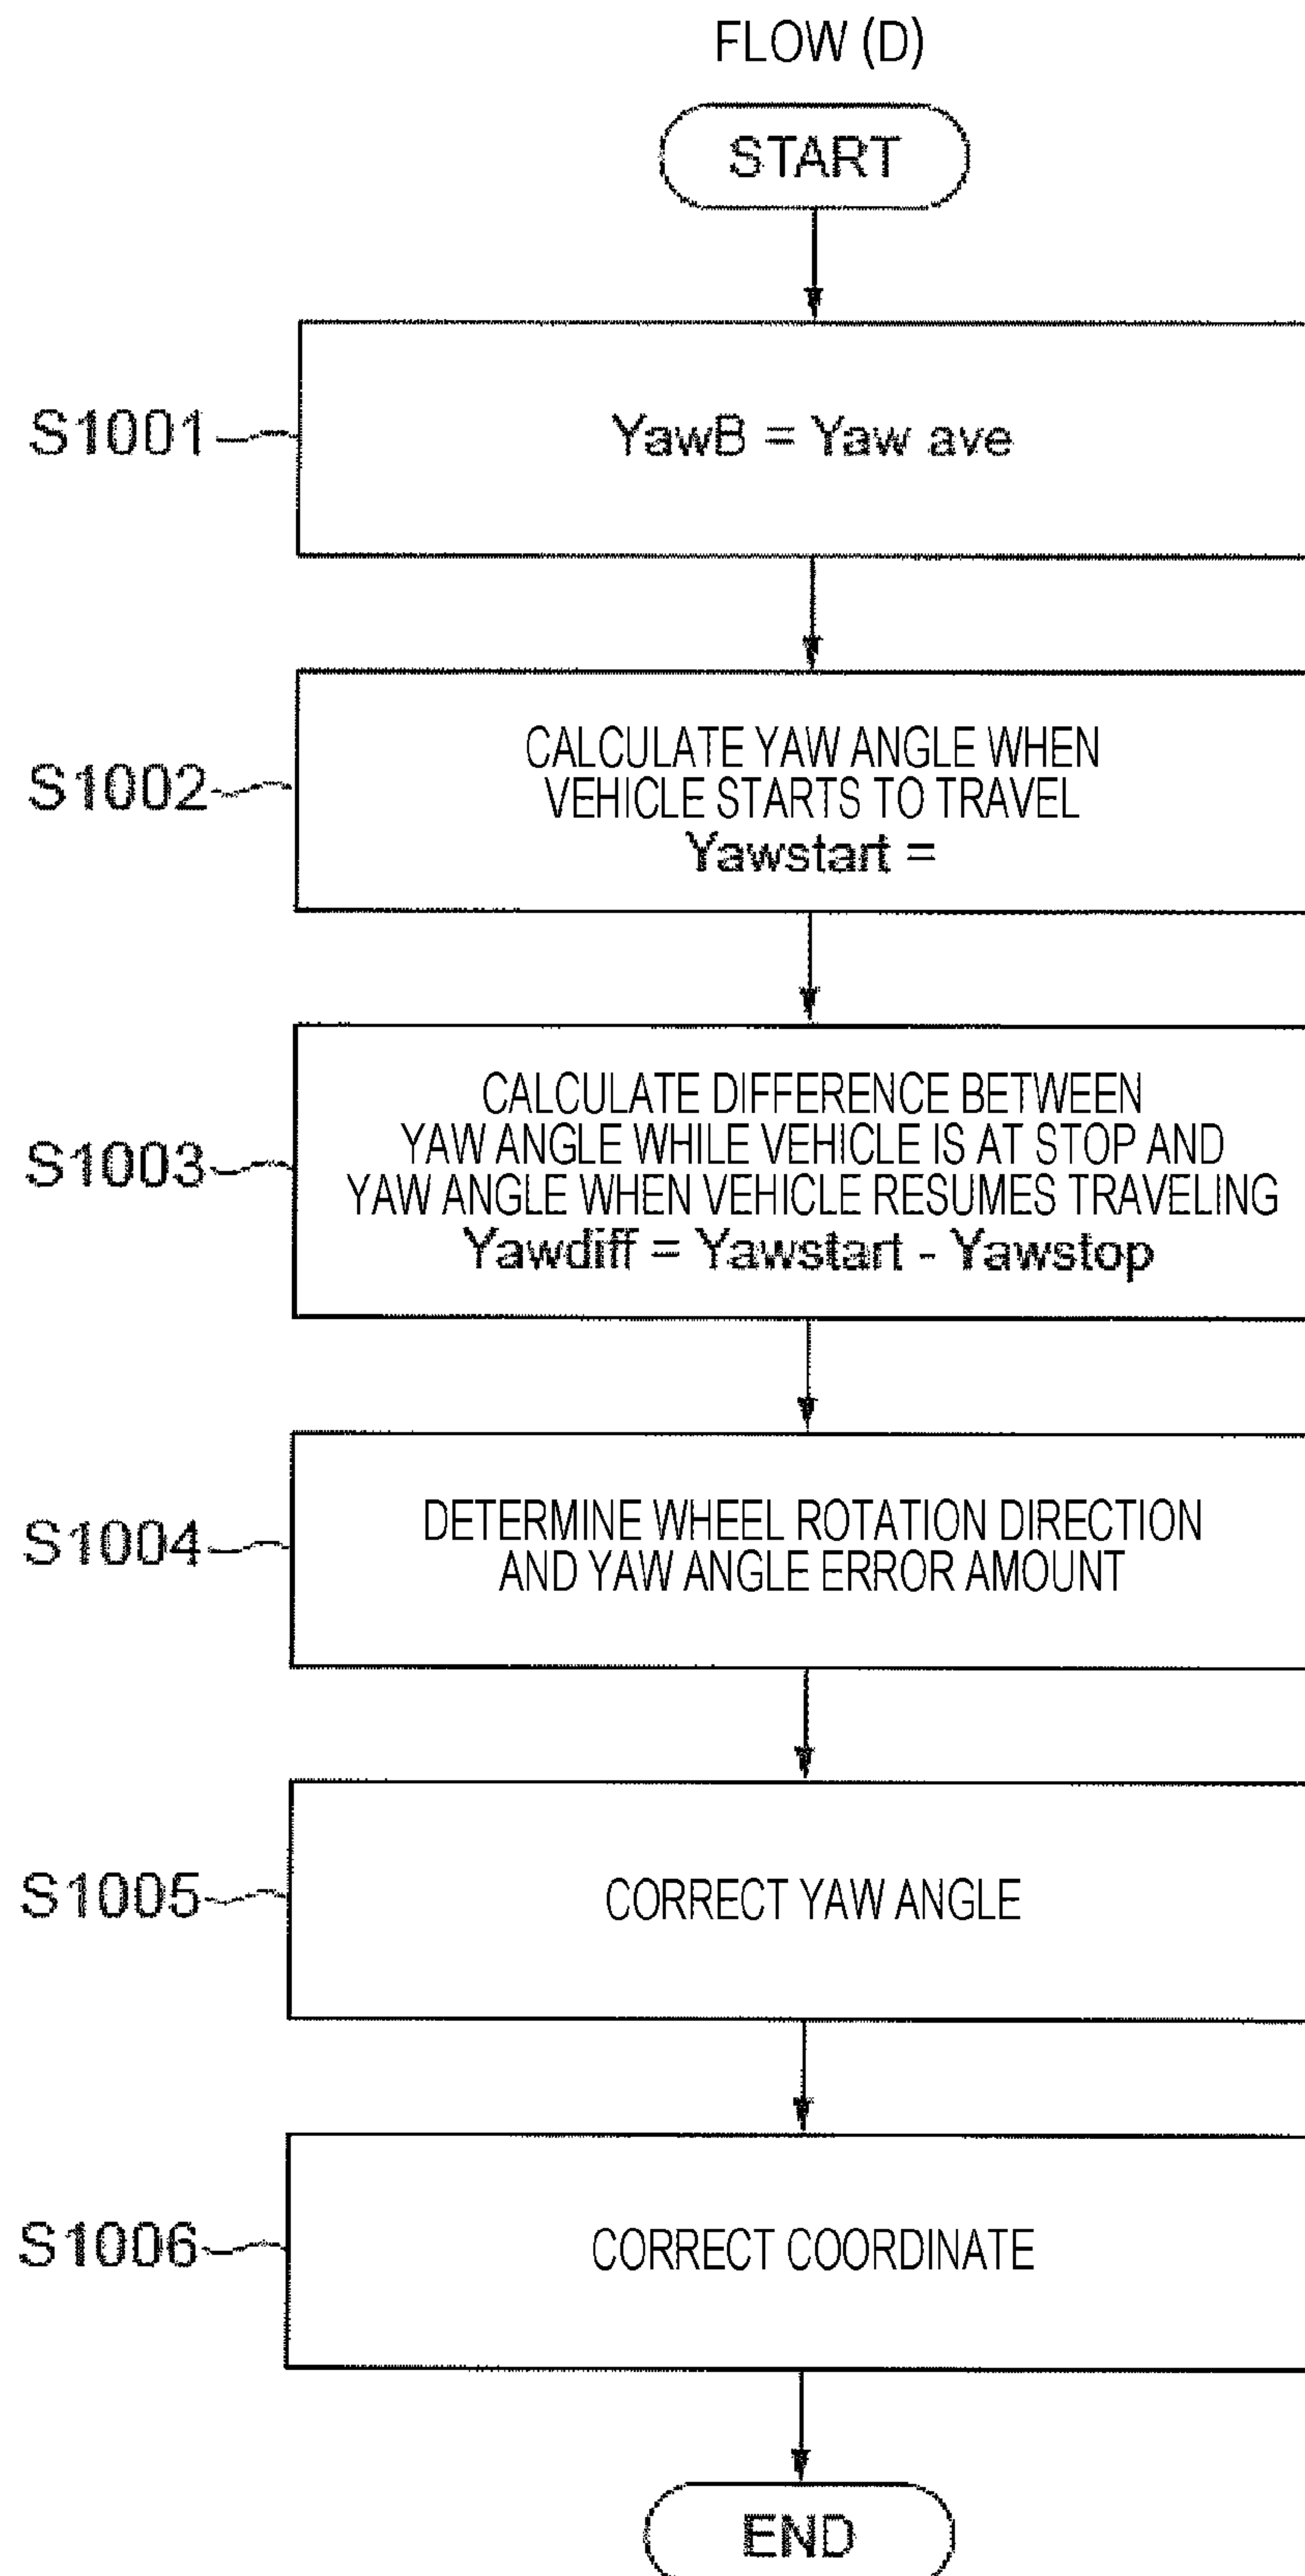 FLOW (D)
START
S1001
YawB = Yaw ave
S1002
CALCULATE YAW ANGLE WHEN
VEHICLE STARTS TO TRAVEL
Yawstart =
S1003
CALCULATE DIFFERENCE BETWEEN
YAW ANGLE WHILE VEHICLE IS AT STOP AND
YAW ANGLE WHEN VEHICLE RESUMES TRAVELING
Yawdiff = Yawstart - Yawstop
S1004
DETERMINE WHEEL ROTATION DIRECTION
AND YAW ANGLE ERROR AMOUNT
S1005
CORRECT YAW ANGLE
S1006
CORRECT COORDINATE
END